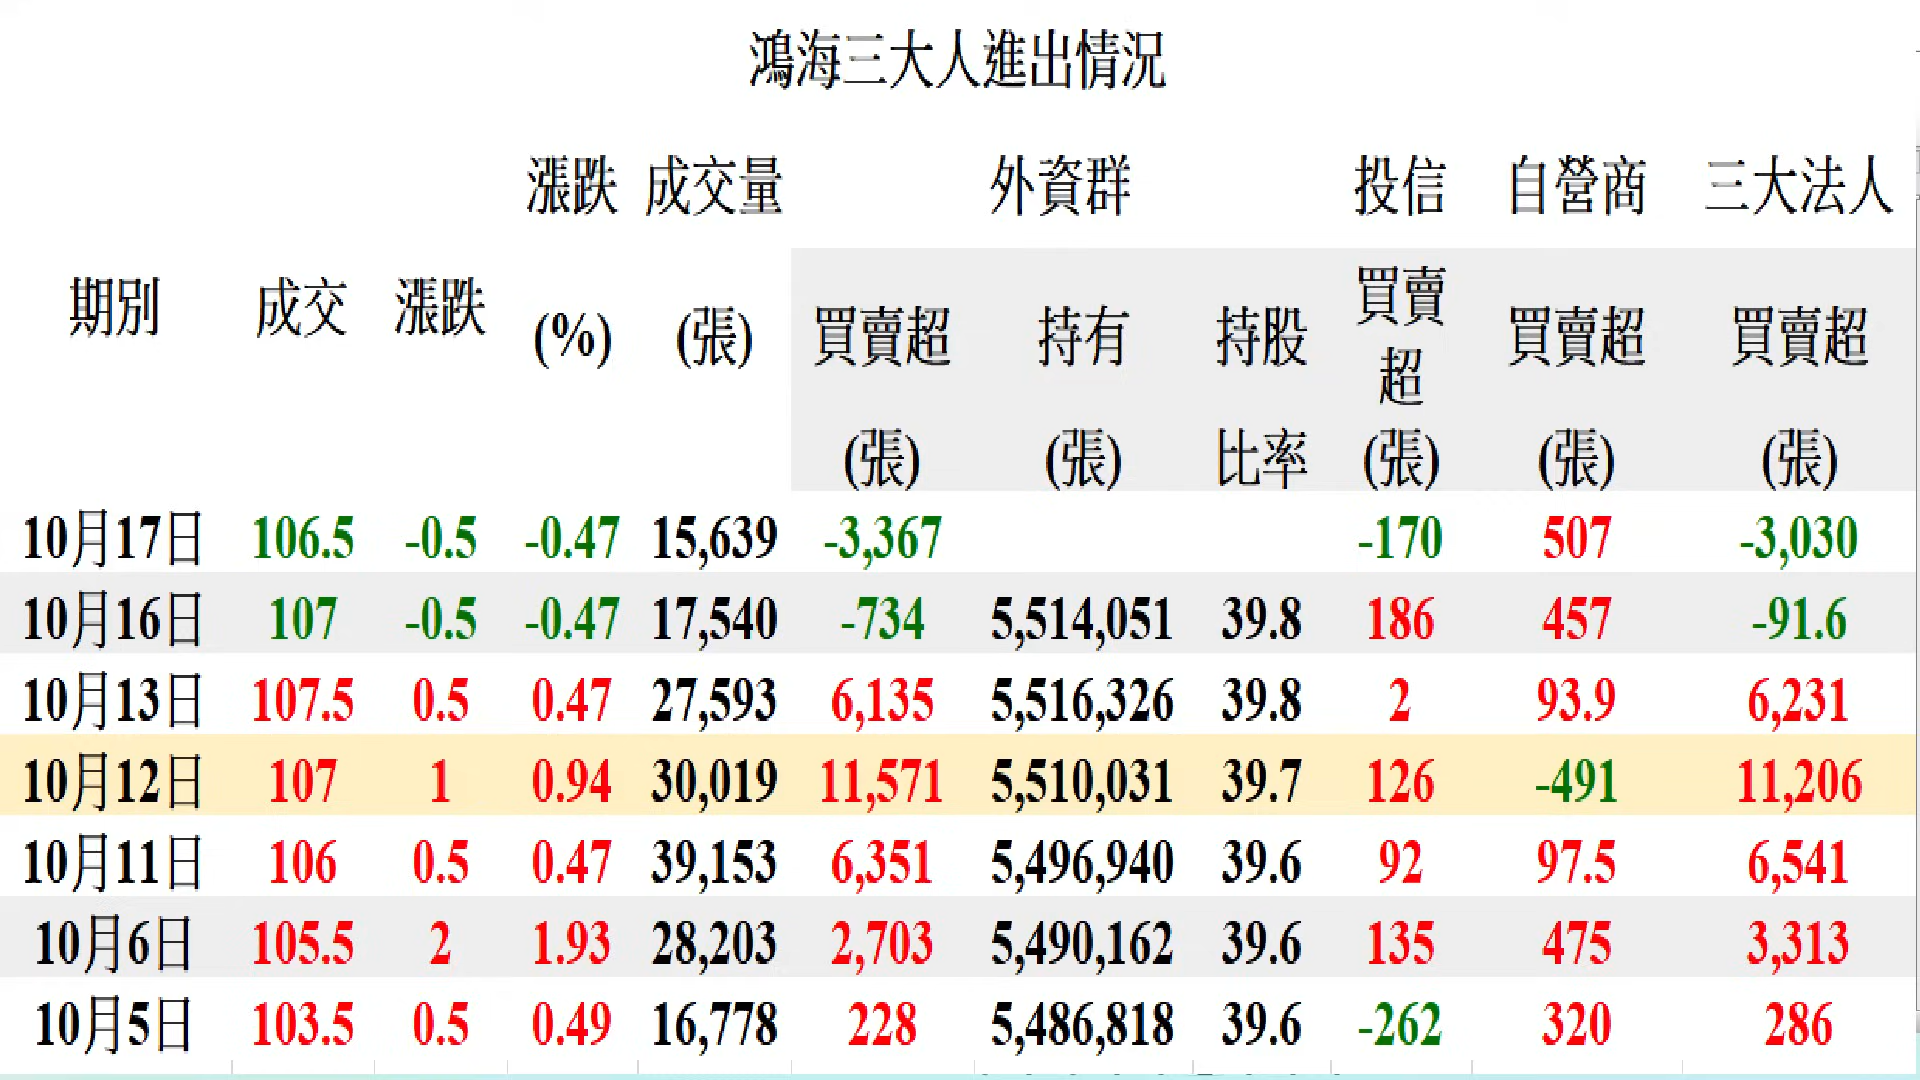 鴻海三大人進出情況
漲跌 成交量 外資群 投信 自營商 三大法人
期別 成交 漲跌 (%) (張) 買賣超 持有 持股 買賣超 買賣超 買賣超
(張) (張) 比率 (張) (張) (張)
10月17日 106.5 -0.5 -0.47 15,639 -3,367 -170 507 -3,030
10月16日 107 -0.5 -0.47 17,540 -734 5,514,051 39.8 186 457 -91.6
10月13日 107.5 0.5 0.47 27,593 6,135 5,516,326 39.8 2 93.9 6,231
10月12日 107 1 0.94 30,019 11,571 5,510,031 39.7 126 -491 11,206
10月11日 106 0.5 0.47 39,153 6,351 5,496,940 39.6 92 97.5 6,541
10月6日 105.5 2 1.93 28,203 2,703 5,490,162 39.6 135 475 3,313
10月5日 103.5 0.5 0.49 16,778 228 5,486,818 39.6 -262 320 286